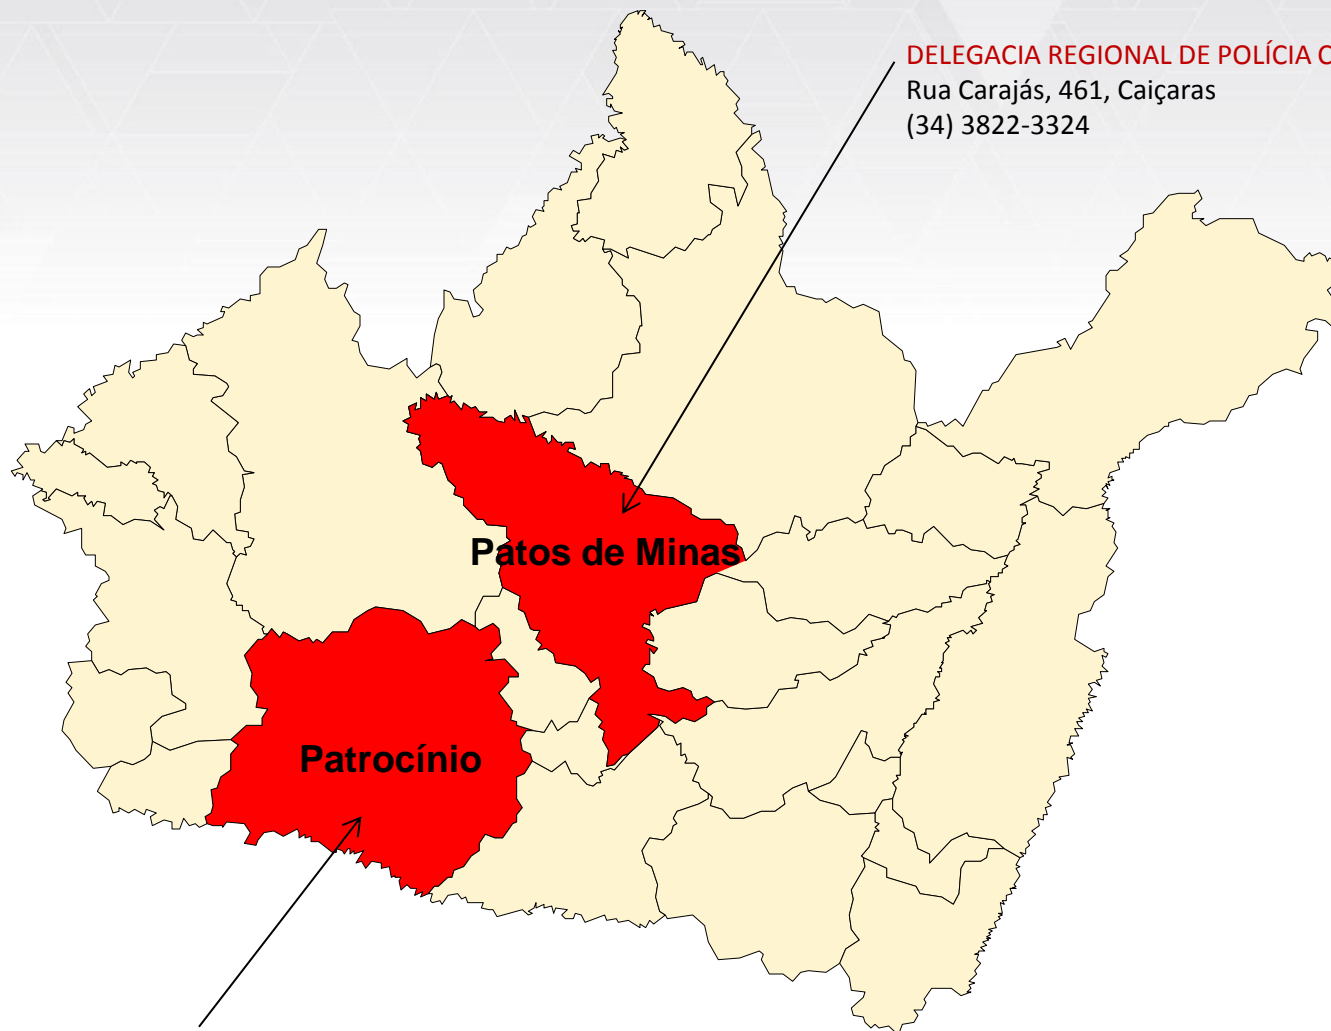 DELEGACIA REGIONAL DE POLÍCIA
Rua Carajás, 461, Caiçaras
(34) 3822-3324
Patos de Minas
Patrocínio